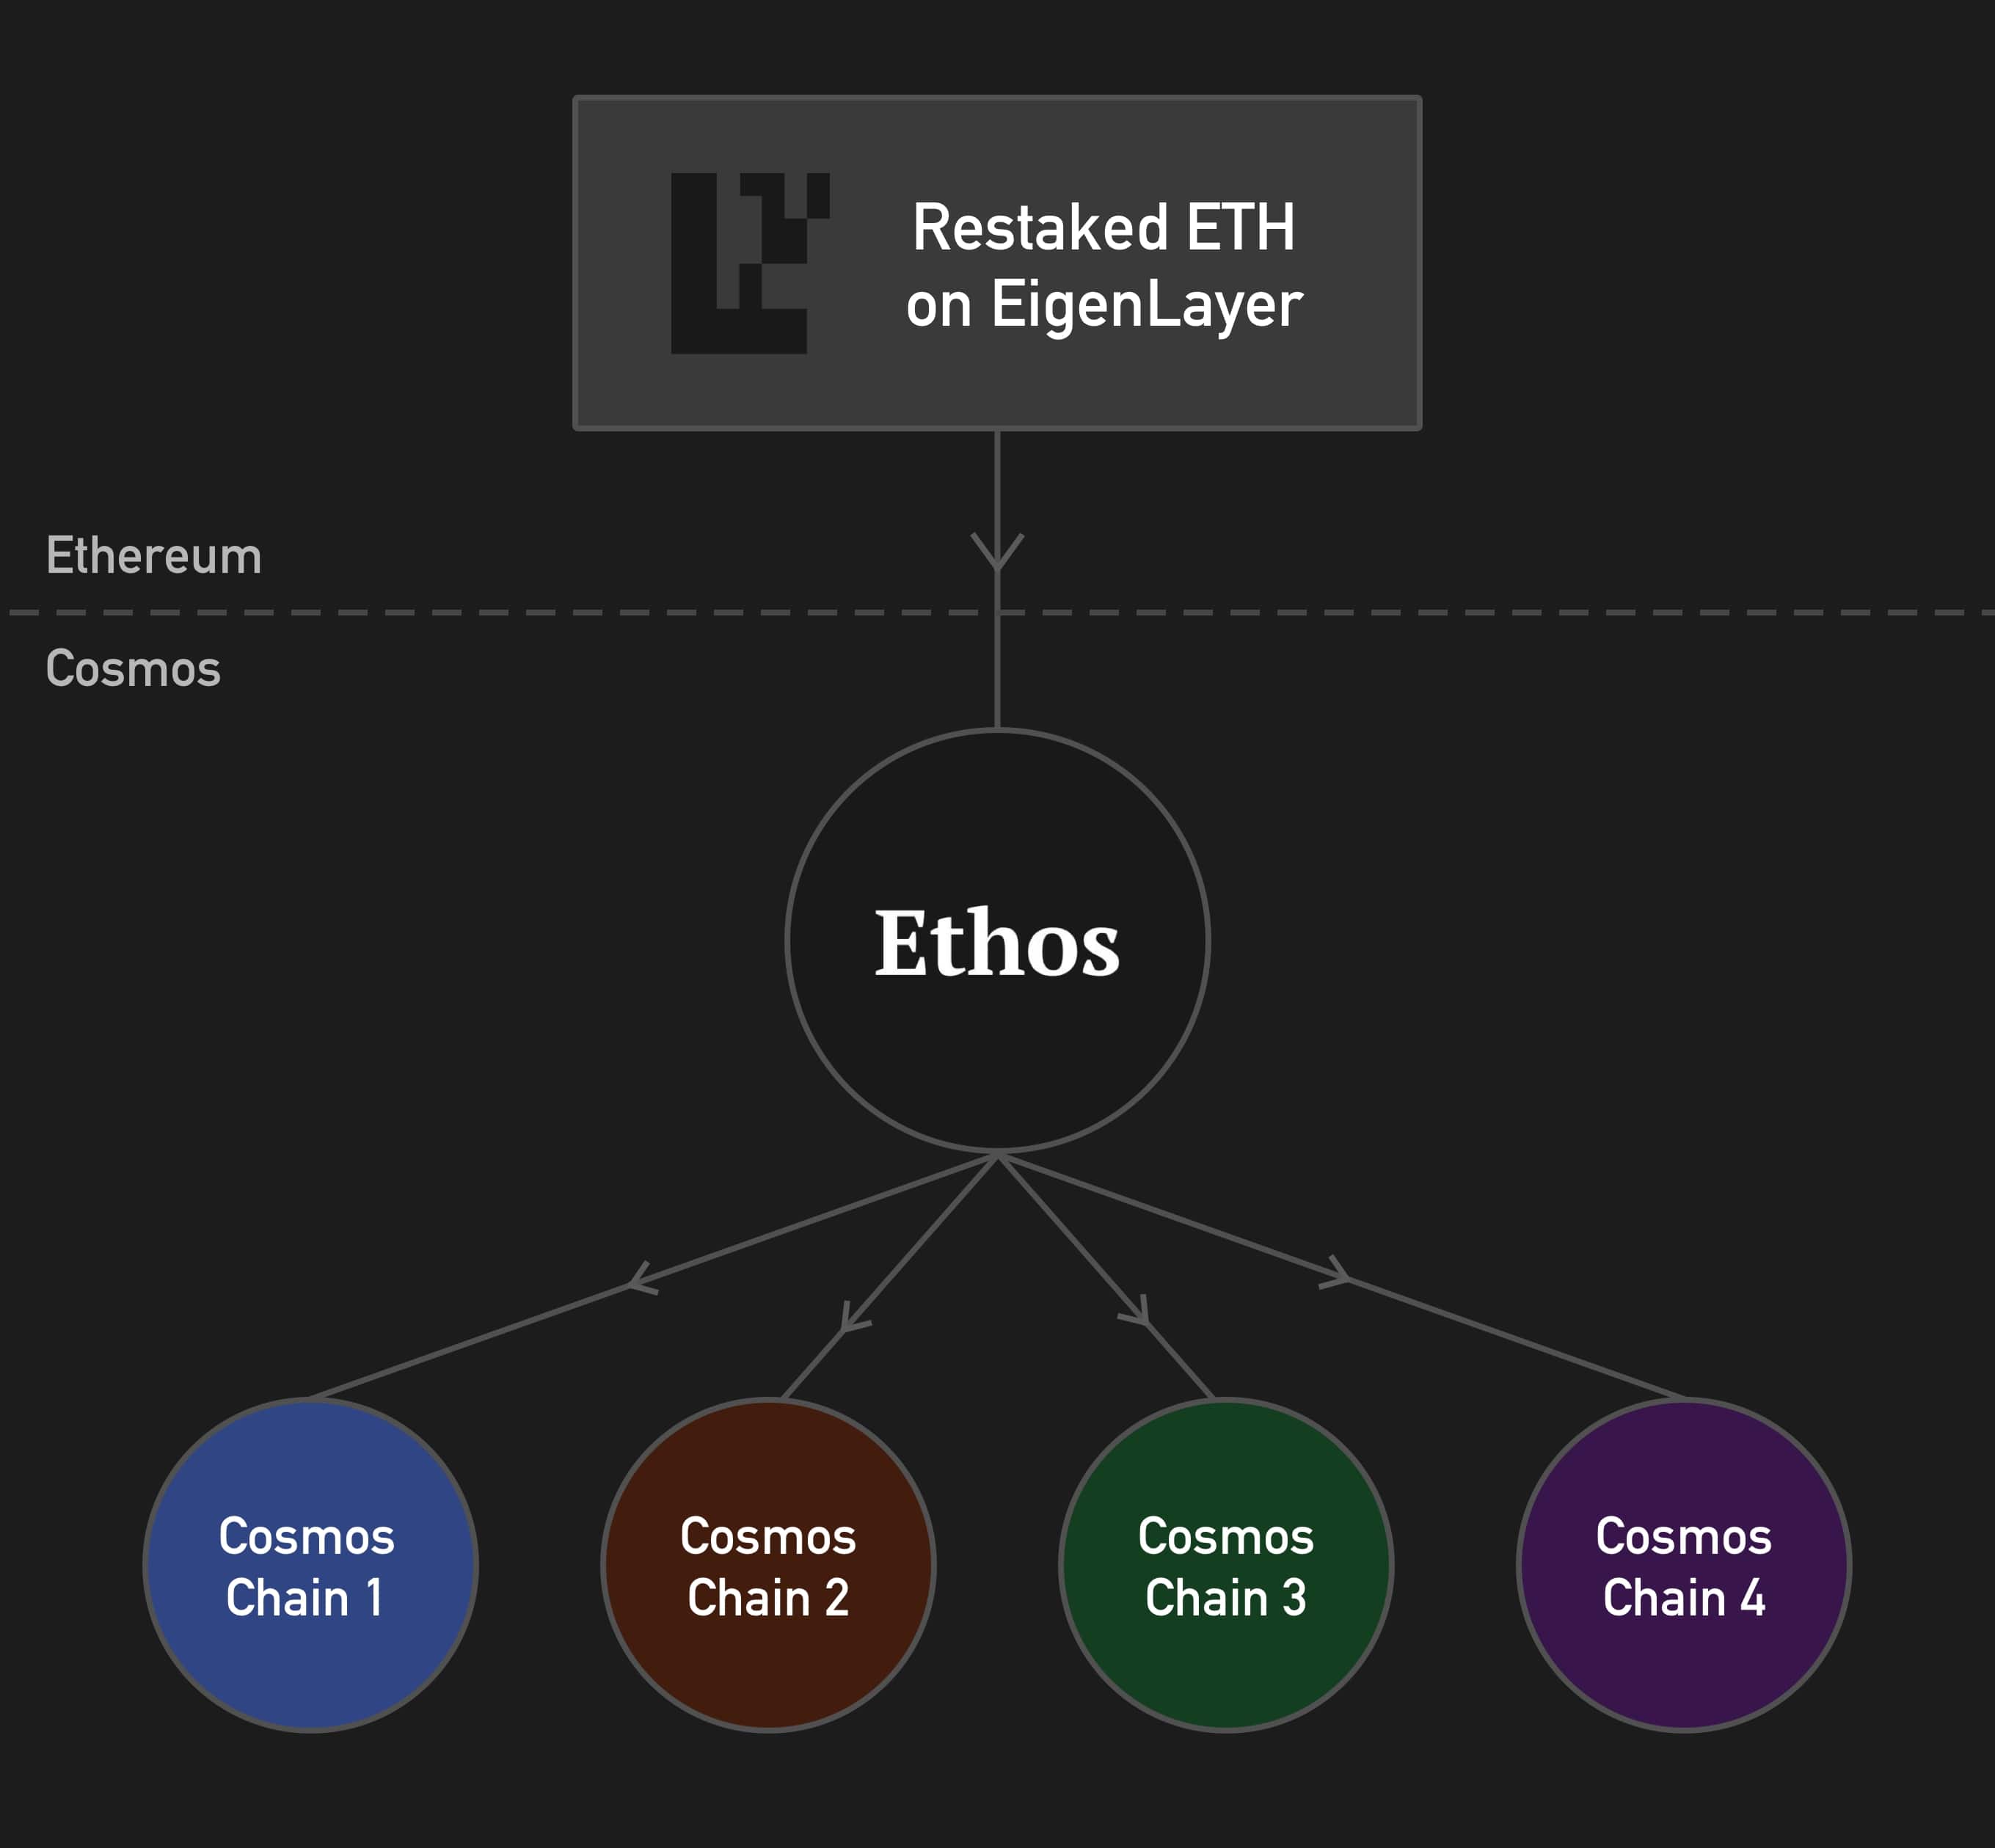 Restaked ETH
on EigenLayer
Ethereum
Cosmos
Ethos
Cosmos
Chain 1
Cosmos
Chain 2
Cosmos
Chain 3
Cosmos
Chain 4